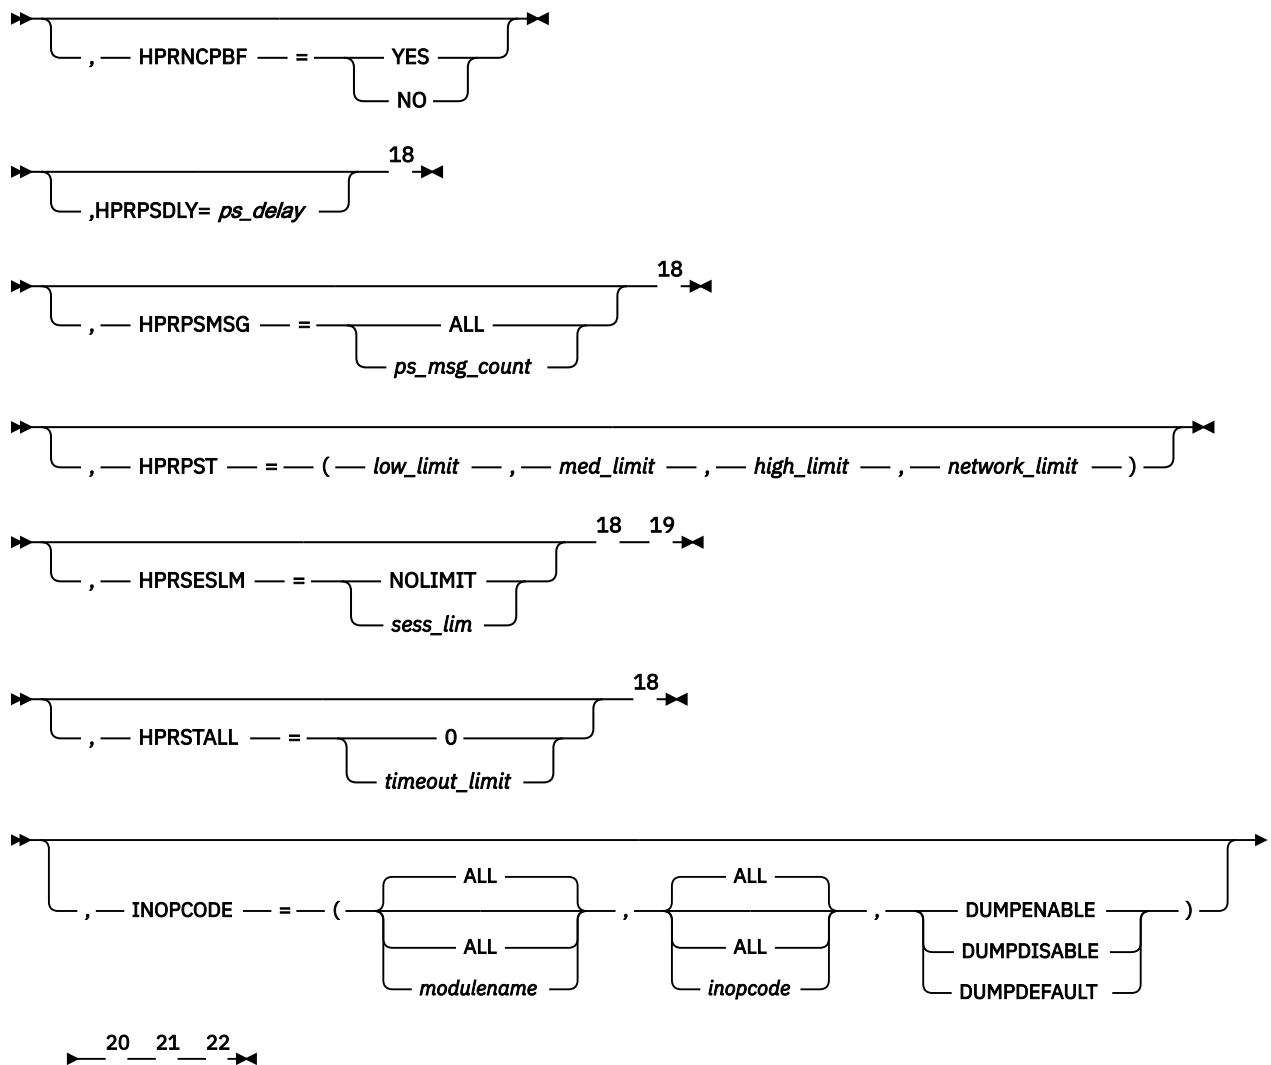 , HPRNCPBF = YES
NO
18
,HPRPSDLY= ps_delay
18
, HPRPSMSG = ALL
ps_msg_count
, HPRPST = ( low_limit , med_limit , high_limit , network_limit )
18 19
, HPRSESLM = NOLIMIT
sess_lim
18
, HPRSTALL = 0
timeout_limit
ALL ALL
, INOPCODE = ( , , DUMPENABLE )
ALL ALL DUMPDISABLE
modulename inopcode DUMPDEFAULT
20 21 22